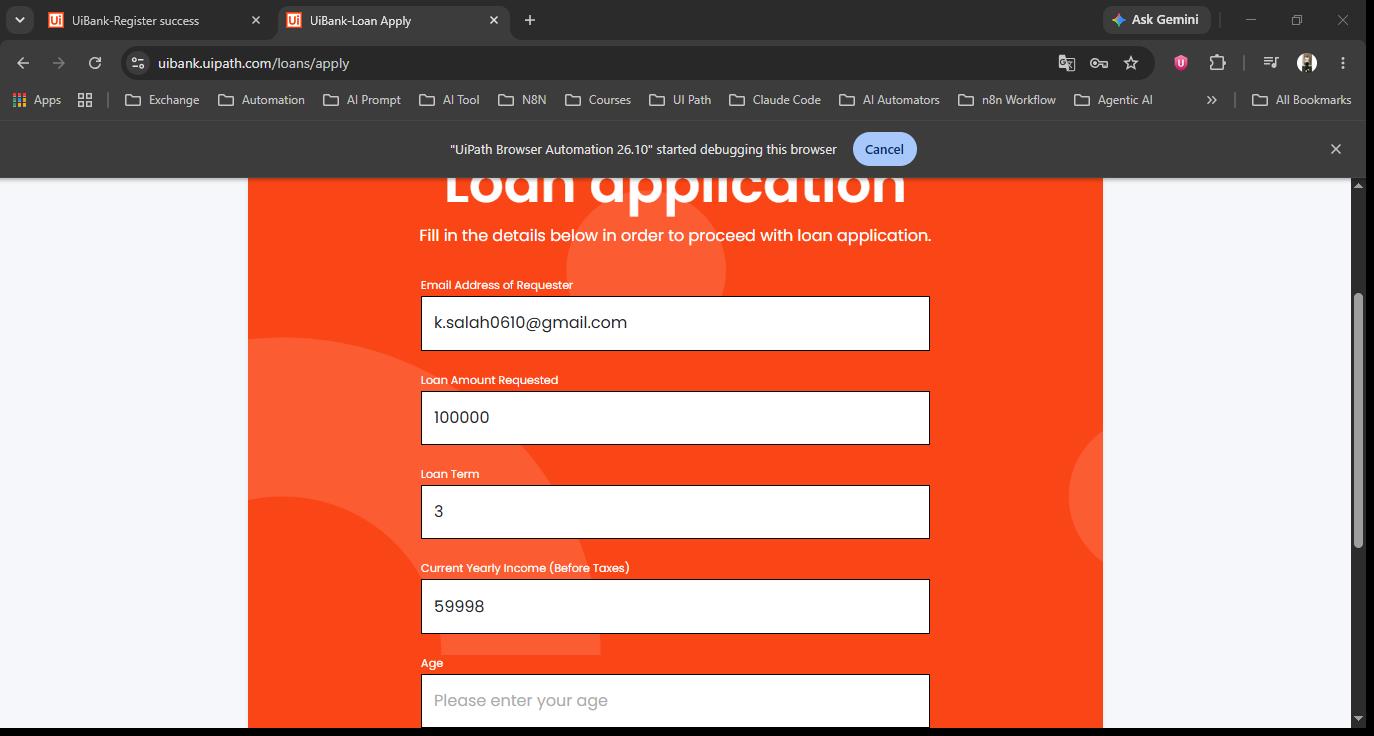 UiBank-Register success
UiBank-Loan Apply
Ask Gemini
uibank.uipath.com/loans/apply
Apps
Exchange
Automation
AI Prompt
AI Tool
N8N
Courses
UI Path
Claude Code
AI Automators
n8n Workflow
Agentic AI
All Bookmarks
"UiPath Browser Automation 26.10" started debugging this browser
Cancel
Loan application
Fill in the details below in order to proceed with loan application.
Email Address of Requester
k.salah0610@gmail.com
Loan Amount Requested
100000
Loan Term
3
Current Yearly Income (Before Taxes)
59998
Age
Please enter your age